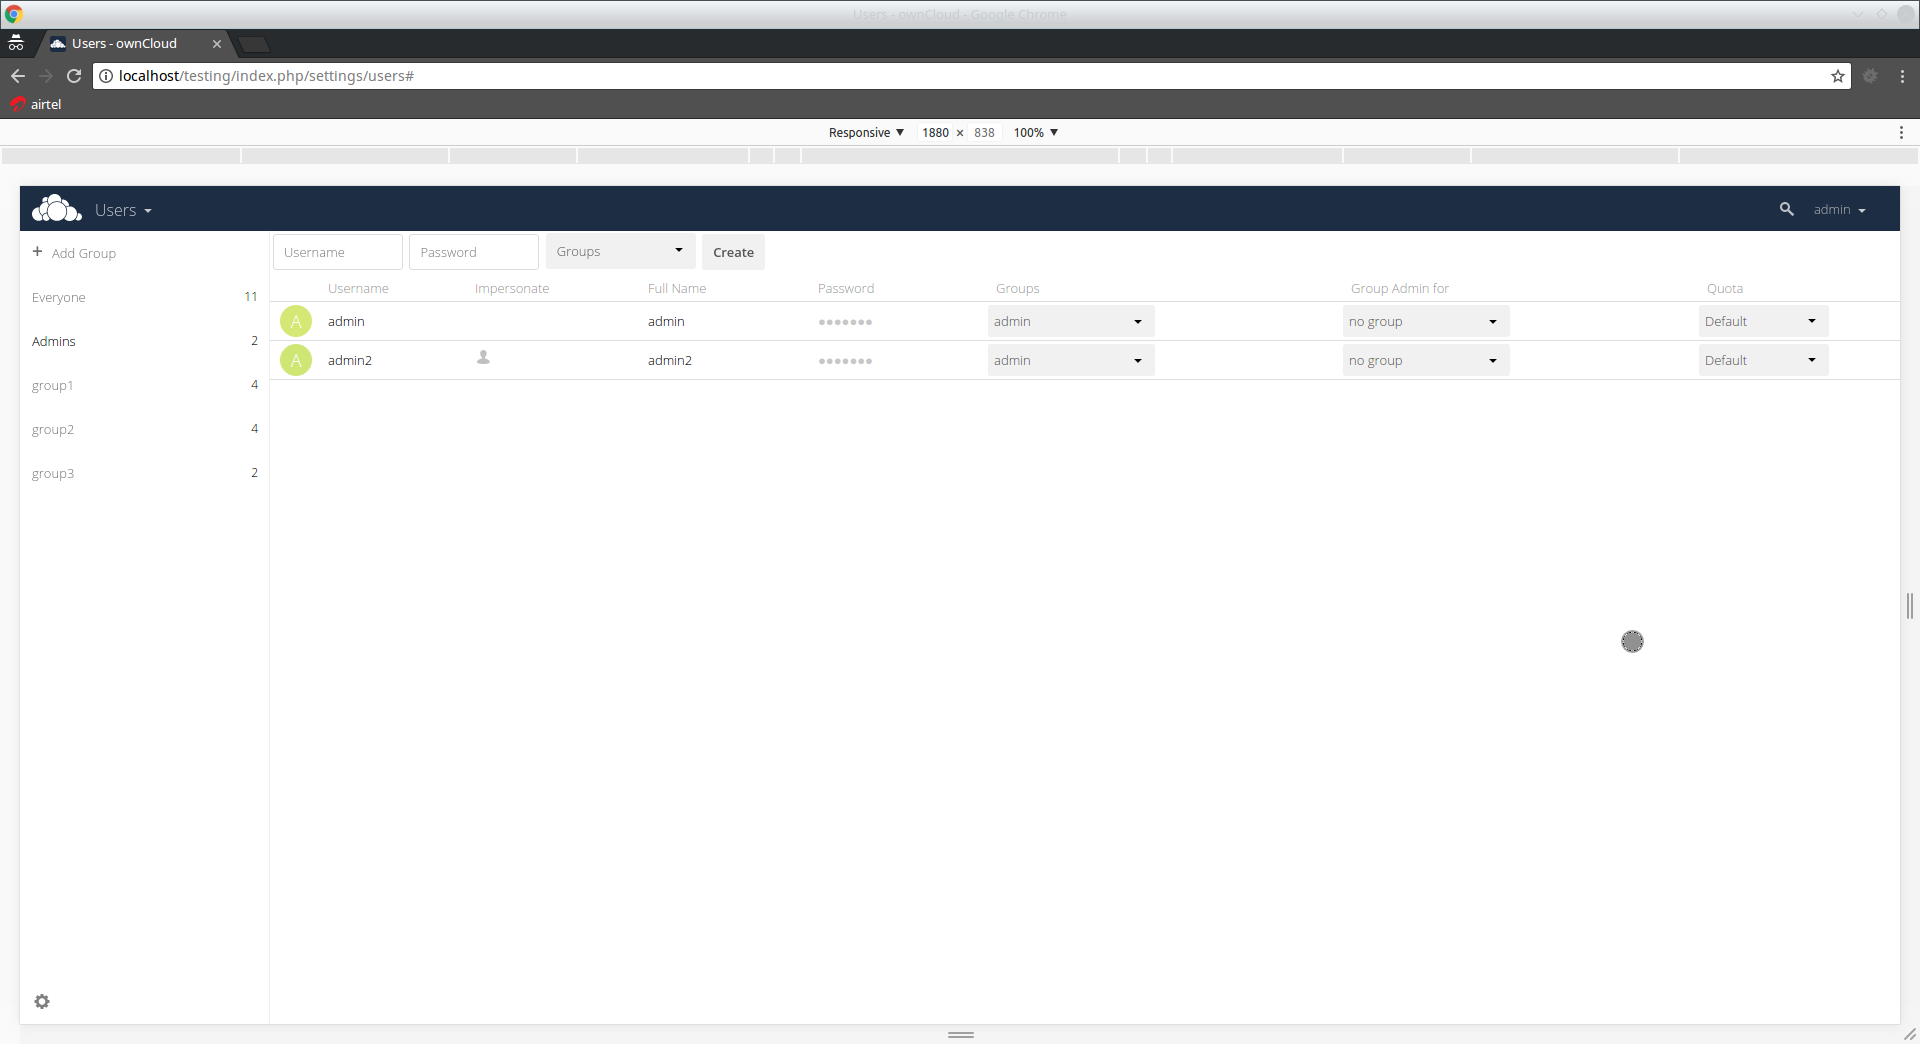 Users - ownCloud - Google Chrome
Users - ownCloud
localhost/testing/index.php/settings/users#
airtel
Responsive 1880 × 838 100%
Users admin
Add Group
Everyone 11
Admins 2
group1 4
group2 4
group3 2
Username Password Groups Create
Username Impersonate Full Name Password Groups Group Admin for Quota
A admin admin ●●●●●●● admin no group Default
A admin2 admin2 ●●●●●●● admin no group Default